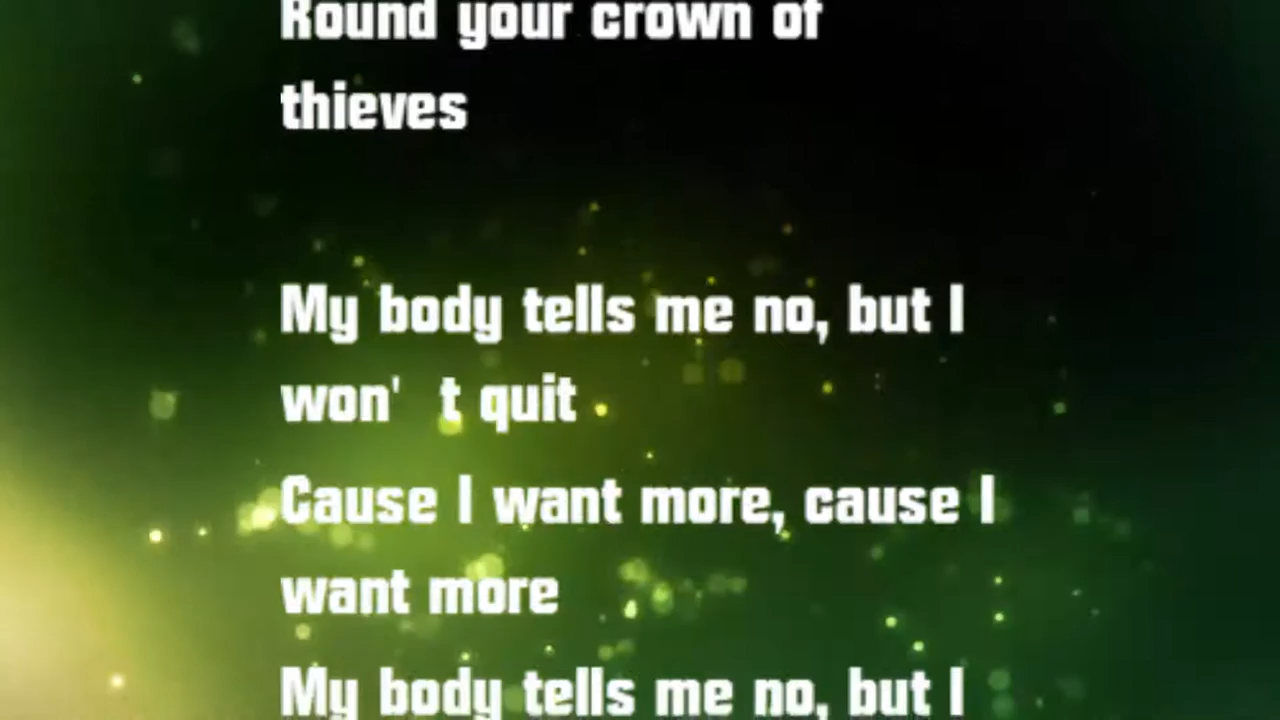 Round your crown of
thieves
My body tells me no, but I
won' t quit
Cause I want more, cause I
want more
My body tells me no, but I